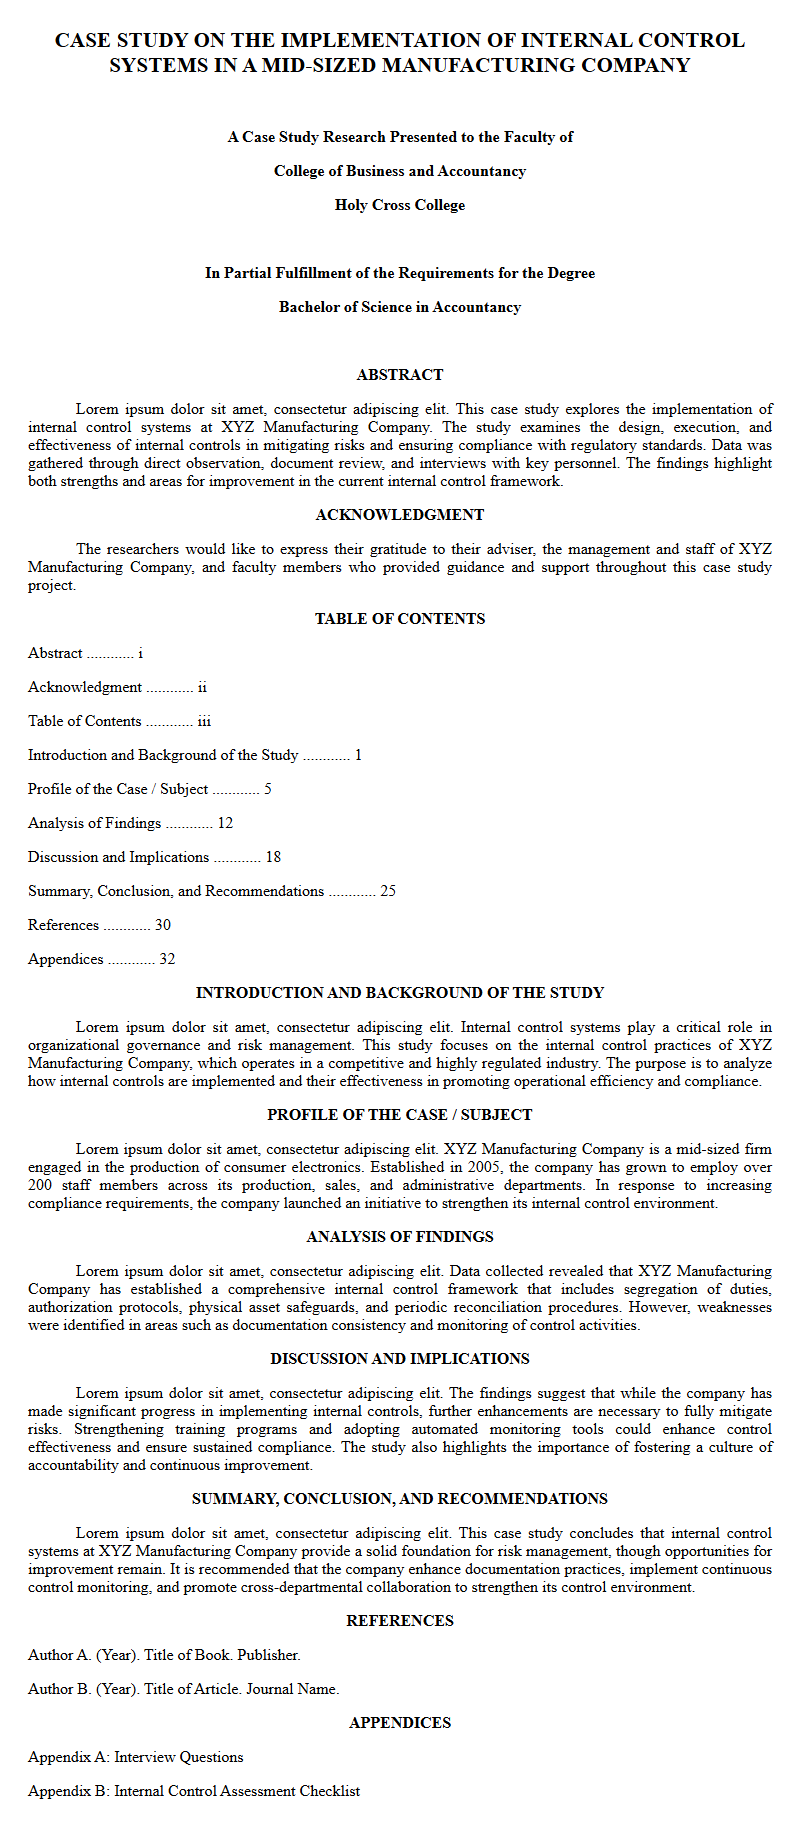 CASE STUDY ON THE IMPLEMENTATION OF INTERNAL CONTROL
SYSTEMS IN A MID-SIZED MANUFACTURING COMPANY
A Case Study Research Presented to the Faculty of
College of Business and Accountancy
Holy Cross College
In Partial Fulfillment of the Requirements for the Degree
Bachelor of Science in Accountancy
ABSTRACT
Lorem ipsum dolor sit amet, consectetur adipiscing elit. This case study explores the implementation of
internal control systems at XYZ Manufacturing Company. The study examines the design, execution, and
effectiveness of internal controls in mitigating risks and ensuring compliance with regulatory standards. Data was
gathered through direct observation, document review, and interviews with key personnel. The findings highlight
both strengths and areas for improvement in the current internal control framework.
ACKNOWLEDGMENT
The researchers would like to express their gratitude to their adviser, the management and staff of XYZ
Manufacturing Company, and faculty members who provided guidance and support throughout this case study
project.
TABLE OF CONTENTS
Abstract ............ i
Acknowledgment ............ ii
Table of Contents ............ iii
Introduction and Background of the Study ............ 1
Profile of the Case / Subject ............ 5
Analysis of Findings ............ 12
Discussion and Implications ............ 18
Summary, Conclusion, and Recommendations ............ 25
References ............ 30
Appendices ............ 32
INTRODUCTION AND BACKGROUND OF THE STUDY
Lorem ipsum dolor sit amet, consectetur adipiscing elit. Internal control systems play a critical role in
organizational governance and risk management. This study focuses on the internal control practices of XYZ
Manufacturing Company, which operates in a competitive and highly regulated industry. The purpose is to analyze
how internal controls are implemented and their effectiveness in promoting operational efficiency and compliance.
PROFILE OF THE CASE / SUBJECT
Lorem ipsum dolor sit amet, consectetur adipiscing elit. XYZ Manufacturing Company is a mid-sized firm
engaged in the production of consumer electronics. Established in 2005, the company has grown to employ over
200 staff members across its production, sales, and administrative departments. In response to increasing
compliance requirements, the company launched an initiative to strengthen its internal control environment.
ANALYSIS OF FINDINGS
Lorem ipsum dolor sit amet, consectetur adipiscing elit. Data collected revealed that XYZ Manufacturing
Company has established a comprehensive internal control framework that includes segregation of duties,
authorization protocols, physical asset safeguards, and periodic reconciliation procedures. However, weaknesses
were identified in areas such as documentation consistency and monitoring of control activities.
DISCUSSION AND IMPLICATIONS
Lorem ipsum dolor sit amet, consectetur adipiscing elit. The findings suggest that while the company has
made significant progress in implementing internal controls, further enhancements are necessary to fully mitigate
risks. Strengthening training programs and adopting automated monitoring tools could enhance control
effectiveness and ensure sustained compliance. The study also highlights the importance of fostering a culture of
accountability and continuous improvement.
SUMMARY, CONCLUSION, AND RECOMMENDATIONS
Lorem ipsum dolor sit amet, consectetur adipiscing elit. This case study concludes that internal control
systems at XYZ Manufacturing Company provide a solid foundation for risk management, though opportunities for
improvement remain. It is recommended that the company enhance documentation practices, implement continuous
control monitoring, and promote cross-departmental collaboration to strengthen its control environment.
REFERENCES
Author A. (Year). Title of Book. Publisher.
Author B. (Year). Title of Article. Journal Name.
APPENDICES
Appendix A: Interview Questions
Appendix B: Internal Control Assessment Checklist